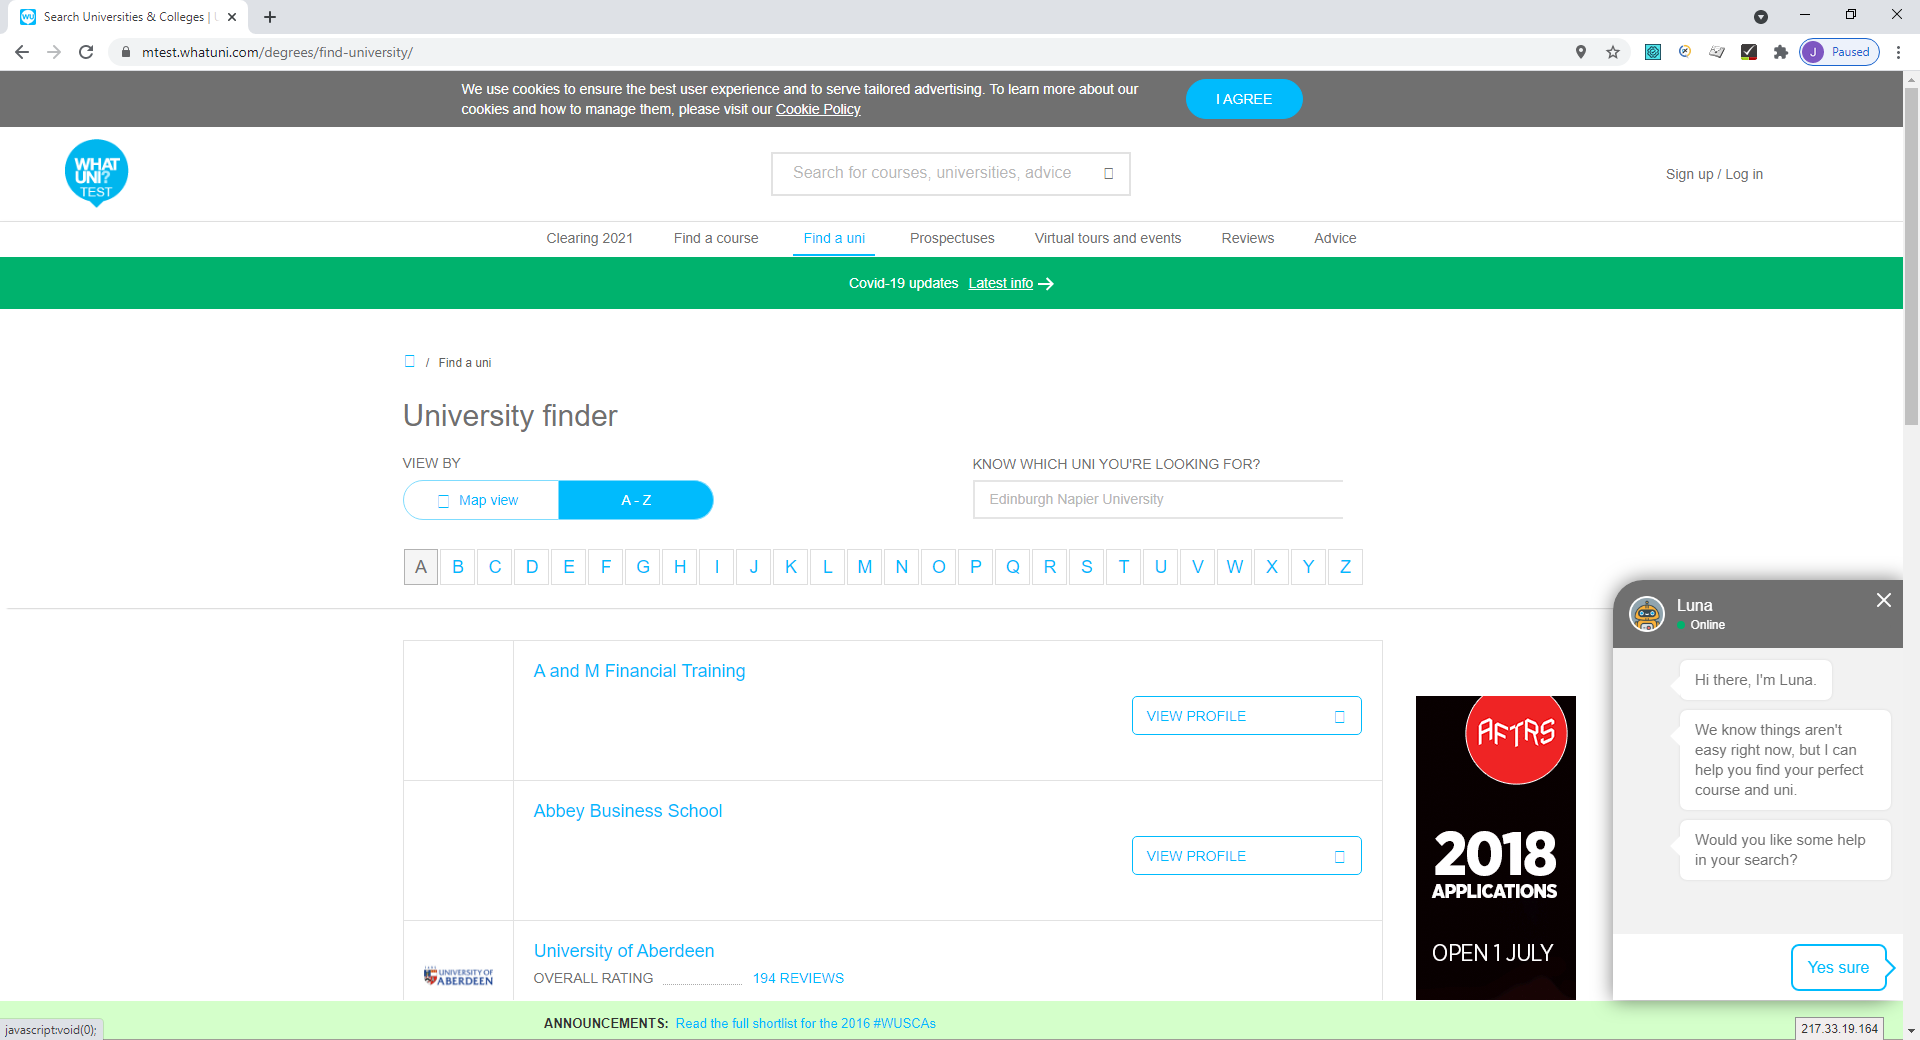 Search Universities & Colleges |
mtest.whatuni.com/degrees/find-university/
J Paused
We use cookies to ensure the best user experience and to serve tailored advertising. To learn more about our
cookies and how to manage them, please visit our Cookie Policy
I AGREE
WHAT
UNI?
TEST
Search for courses, universities, advice
Sign up / Log in
Clearing 2021 Find a course Find a uni Prospectuses Virtual tours and events Reviews Advice
Covid-19 updates Latest info
/ Find a uni
University finder
VIEW BY
Map view A - Z
KNOW WHICH UNI YOU'RE LOOKING FOR?
Edinburgh Napier University
A B C D E F G H I J K L M N O P Q R S T U V W X Y Z
A and M Financial Training
VIEW PROFILE
Abbey Business School
VIEW PROFILE
UNIVERSITY OF
ABERDEEN
University of Aberdeen
OVERALL RATING 194 REVIEWS
AFTRS
2018
APPLICATIONS
OPEN 1 JULY
Luna
Online
Hi there, I'm Luna.
We know things aren't
easy right now, but I can
help you find your perfect
course and uni.
Would you like some help
in your search?
Yes sure
ANNOUNCEMENTS: Read the full shortlist for the 2016 #WUSCAs
javascript:void(0);
217.33.19.164